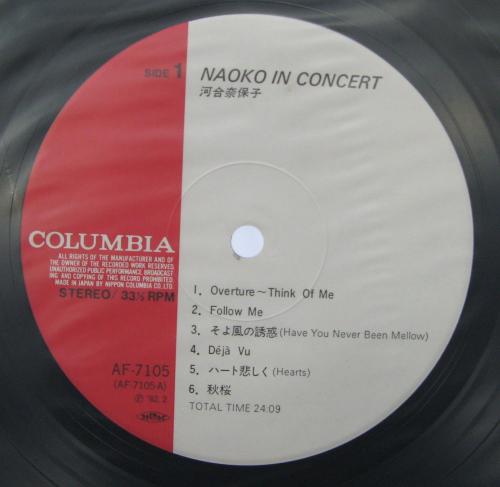 SIDE 1
NAOKO IN CONCERT
河合奈保子
COLUMBIA
ALL RIGHTS OF THE MANUFACTURER AND OF
THE OWNER OF THE RECORDED WORK RESERVED.
UNAUTHORIZED PUBLIC PERFORMANCE, BROADCAST-
ING AND COPYING OF THIS RECORD PROHIBITED.
MADE IN JAPAN BY NIPPON COLUMBIA CO. LTD.
STEREO/ 33⅓ RPM
AF-7105
(AF-7105-A)
Ⓟ '82. 2.
1. Overture~Think Of Me
2. Follow Me
3. そよ風の誘惑 (Have You Never Been Mellow)
4. Déjà Vu
5. ハート悲しく (Hearts)
6. 秋桜
TOTAL TIME 24:09